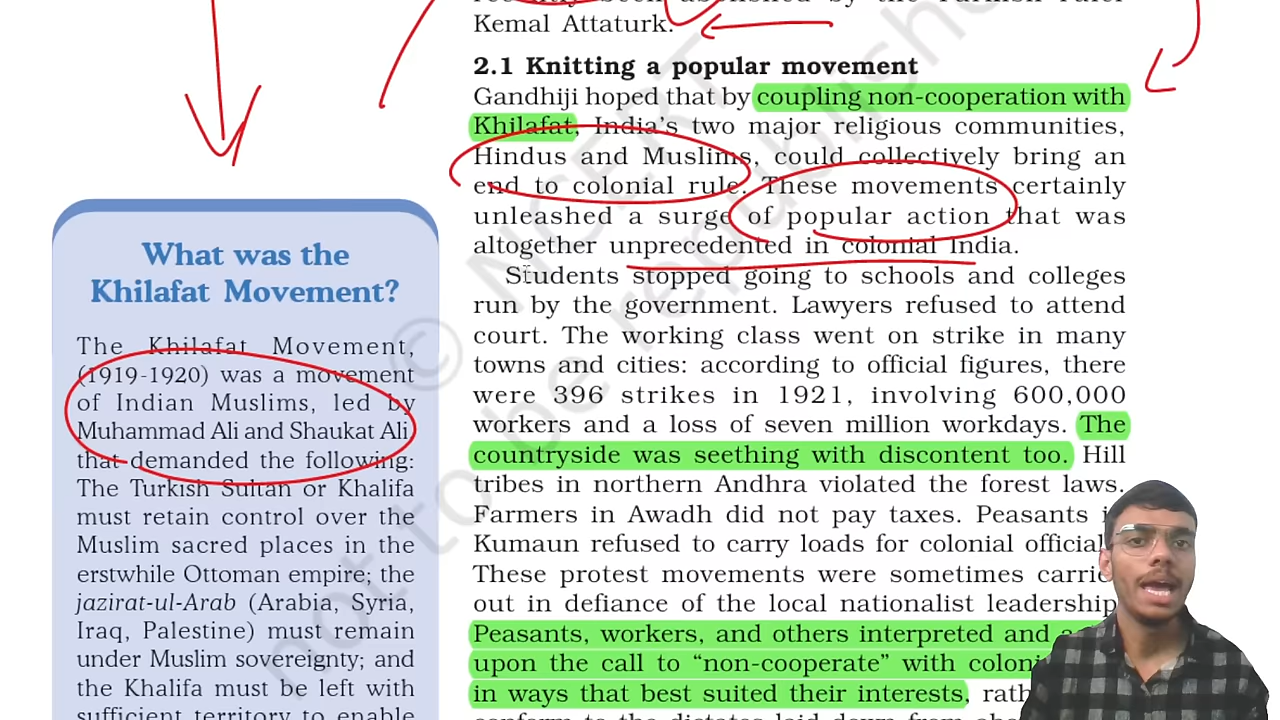 Kemal Attaturk.
2.1 Knitting a popular movement
Gandhiji hoped that by coupling non-cooperation with
Khilafat, India's two major religious communities,
Hindus and Muslims, could collectively bring an
end to colonial rule. These movements certainly
unleashed a surge of popular action that was
altogether unprecedented in colonial India.
Students stopped going to schools and colleges
run by the government. Lawyers refused to attend
court. The working class went on strike in many
towns and cities: according to official figures, there
were 396 strikes in 1921, involving 600,000
workers and a loss of seven million workdays. The
countryside was seething with discontent too. Hill
tribes in northern Andhra violated the forest laws.
Farmers in Awadh did not pay taxes. Peasants
Kumaun refused to carry loads for colonial
These protest movements were sometimes
out in defiance of the local nationalist leadership
Peasants, workers, and others interpreted and
upon the call to "non-cooperate" with
in ways that best suited their interests,
What was the
Khilafat Movement?
The Khilafat Movement,
(1919-1920) was a movement
of Indian Muslims, led by
Muhammad Ali and Shaukat Ali
that demanded the following:
The Turkish Sultan or Khalifa
must retain control over the
Muslim sacred places in the
erstwhile Ottoman empire; the
jazirat-ul-Arab (Arabia, Syria,
Iraq, Palestine) must remain
under Muslim sovereignty; and
the Khalifa must be left with
sufficient territory to enable
© NCERT
not to be republished